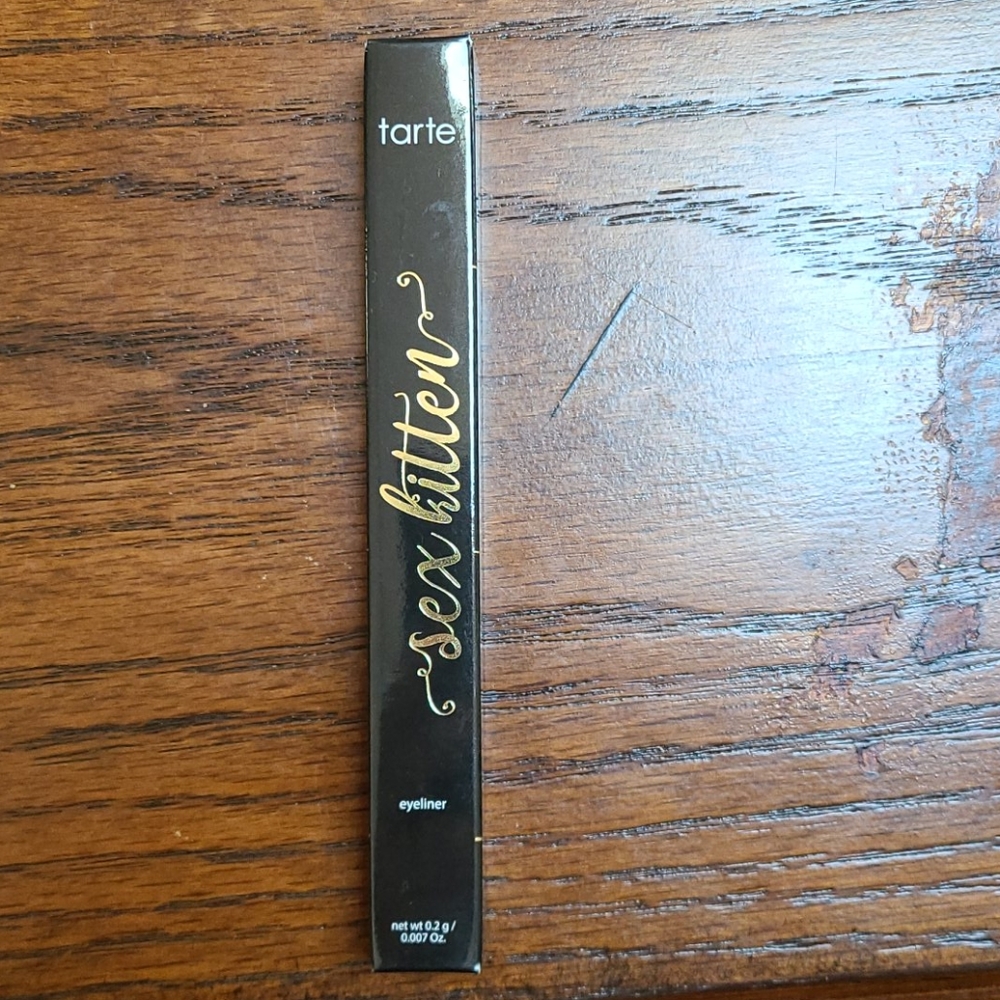 tarte
sex kitten
eyeliner
net wt 0.2 g /
0.007 Oz.